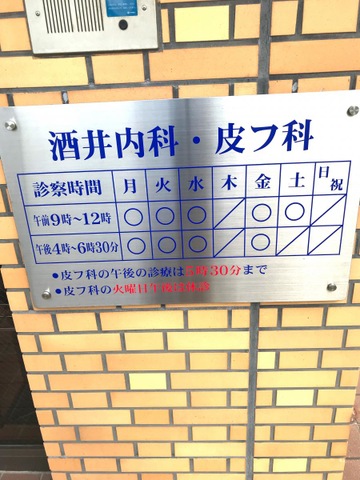 酒井内科・皮フ科
診察時間 月 火 水 木 金 土 日祝
午前9時～12時 ○ ○ ○ ／ ○ ○ ／
午後4時～6時30分 ○ ○ ○ ／ ○ ／ ／
●皮フ科の午後の診療は5時30分まで
●皮フ科の火曜日午後は休診